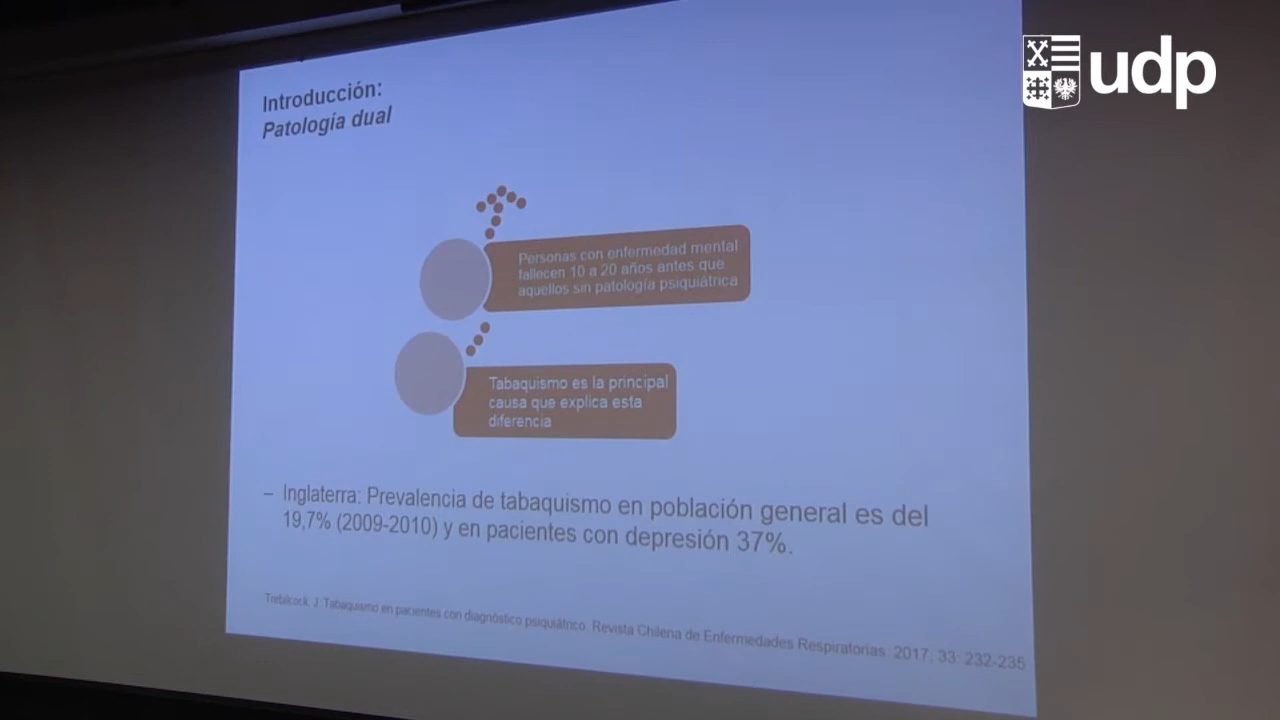 udp
Introducción:
Patología dual
Personas con enfermedad mental
fallecen 10 a 20 años antes que
aquellos sin patología psiquiátrica
Tabaquismo es la principal
causa que explica esta
diferencia
– Inglaterra: Prevalencia de tabaquismo en población general es del
19,7% (2009-2010) y en pacientes con depresión 37%.
Trebilcock, J. Tabaquismo en pacientes con diagnóstico psiquiátrico. Revista Chilena de Enfermedades Respiratorias. 2017; 33: 232-235